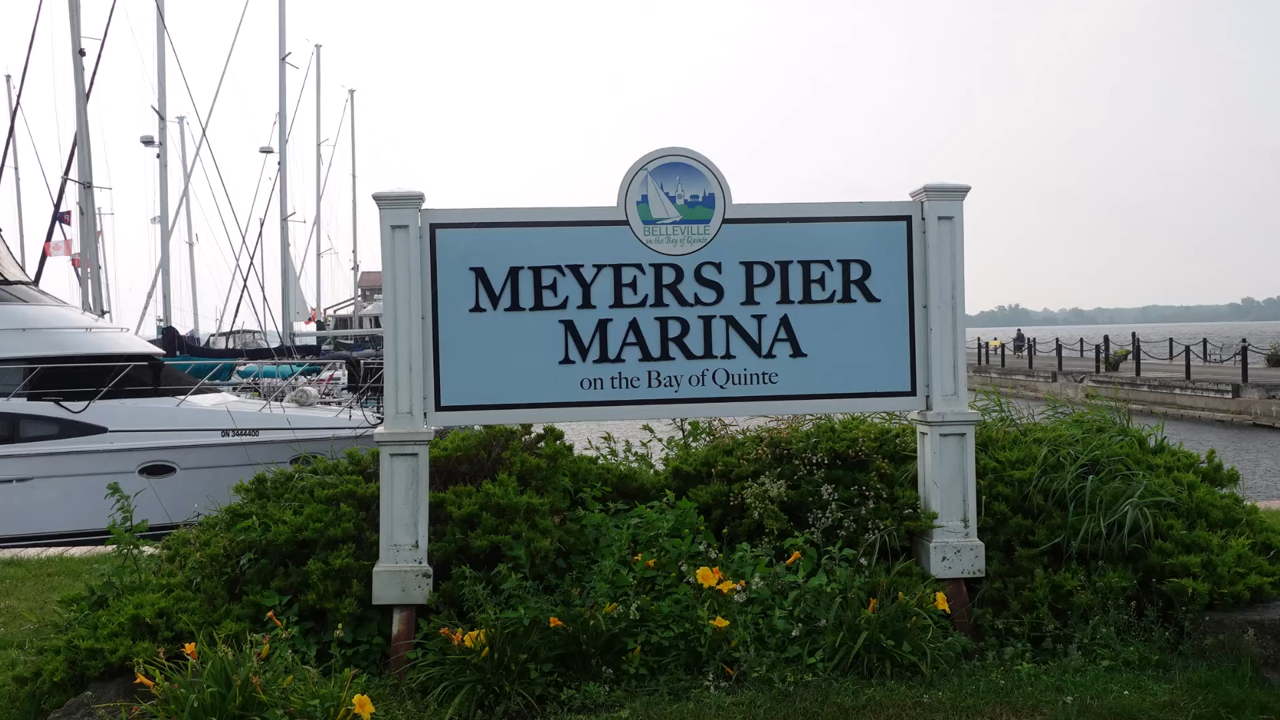 BELLEVILLE
on the Bay of Quinte
MEYERS PIER
MARINA
on the Bay of Quinte
ON 3444400